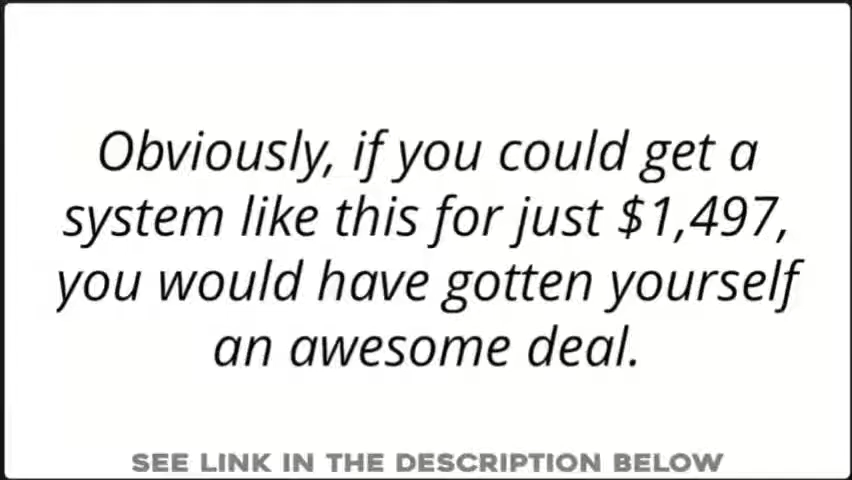 Obviously, if you could get a
system like this for just $1,497,
you would have gotten yourself
an awesome deal.
SEE LINK IN THE DESCRIPTION BELOW